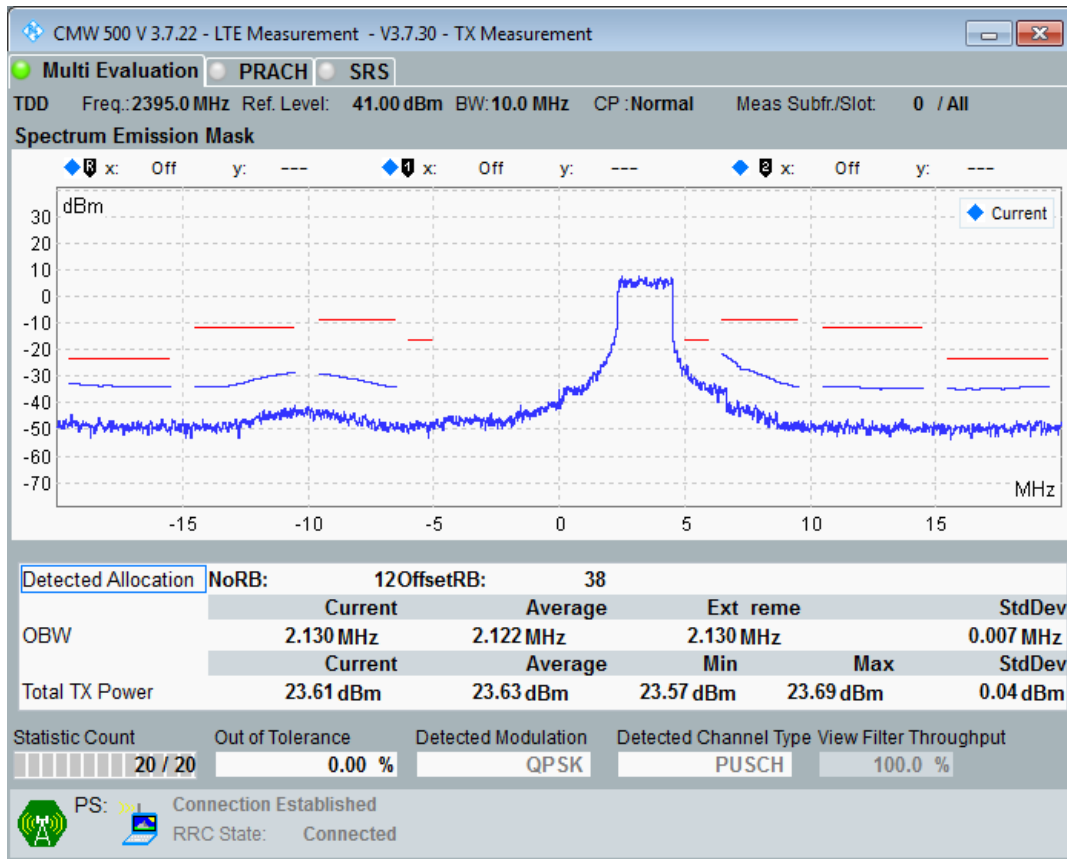 CMW 500 V 3.7.22 - LTE Measurement  - V3.7.30 - TX Measurement
Multi Evaluation PRACH SRS
TDD Freq.:2395.0 MHz Ref. Level: 41.00 dBm BW:10.0 MHz CP :Normal Meas Subfr./Slot: 0 / All
Spectrum Emission Mask
R x: Off y: --- 1 x: Off y: --- 2 x: Off y: ---
dBm
Current
30
20
10
0
-10
-20
-30
-40
-50
-60
-70
MHz
-15 -10 -5 0 5 10 15
Detected Allocation NoRB: 12OffsetRB: 38
Current Average Ext reme StdDev
OBW 2.130 MHz 2.122 MHz 2.130 MHz 0.007 MHz
Current Average Min Max StdDev
Total TX Power 23.61 dBm 23.63 dBm 23.57 dBm 23.69 dBm 0.04 dBm
Statistic Count Out of Tolerance Detected Modulation Detected Channel Type View Filter Throughput
20 / 20 0.00 % QPSK PUSCH 100.0 %
PS: Connection Established
RRC State: Connected